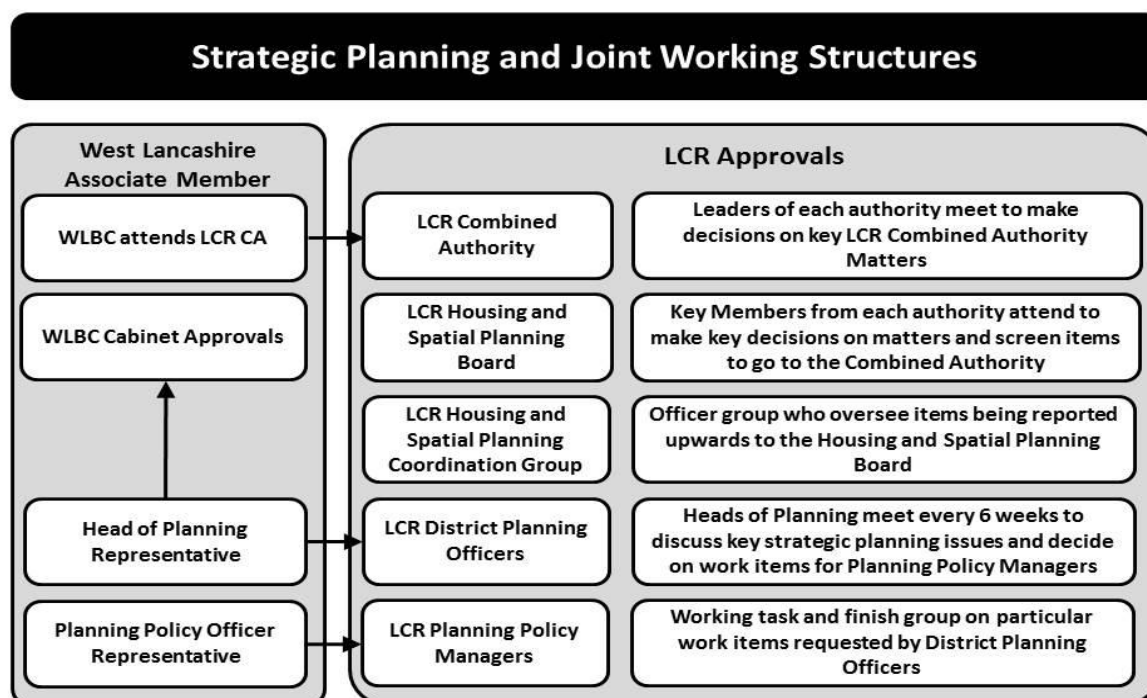 Strategic Planning and Joint Working Structures
West Lancashire
Associate Member
WLBC attends LCR CA
WLBC Cabinet Approvals
Head of Planning
Representative
Planning Policy Officer
Representative
LCR Approvals
LCR Combined
Authority
Leaders of each authority meet to make
decisions on key LCR Combined Authority
Matters
LCR Housing and
Spatial Planning
Board
Key Members from each authority attend to
make key decisions on matters and screen items
to go to the Combined Authority
LCR Housing and
Spatial Planning
Coordination Group
Officer group who oversee items being reported
upwards to the Housing and Spatial Planning
Board
LCR District Planning
Officers
Heads of Planning meet every 6 weeks to
discuss key strategic planning issues and decide
on work items for Planning Policy Managers
LCR Planning Policy
Managers
Working task and finish group on particular
work items requested by District Planning
Officers